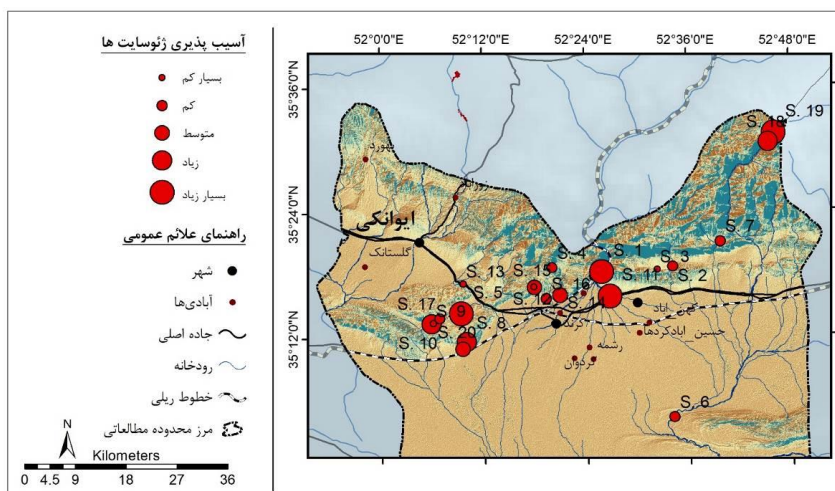 آسیب پذیری ژئوسایت ها
بسیار کم
کم
متوسط
زیاد
بسیار زیاد
راهنمای علائم عمومی
شهر
آبادی‌ها
جاده اصلی
رودخانه
خطوط ریلی
مرز محدوده مطالعاتی
N
Kilometers
0 4.5 9 18 27 36
52°0'0"E 52°12'0"E 52°24'0"E 52°36'0"E 52°48'0"E
35°36'0"N
35°24'0"N
35°12'0"N
S. 19
S. 18
بهورد
ایوانکی
گلستانک
S. 7
S. 1
S. 4
S. 3
S. 15
S. 11
S. 2
S. 13
S. 16
S. 5
S. 17
S. 9
S. 8
S. 10
S. 20
حسین ابادکردها
رشمه
کردوان
S. 6